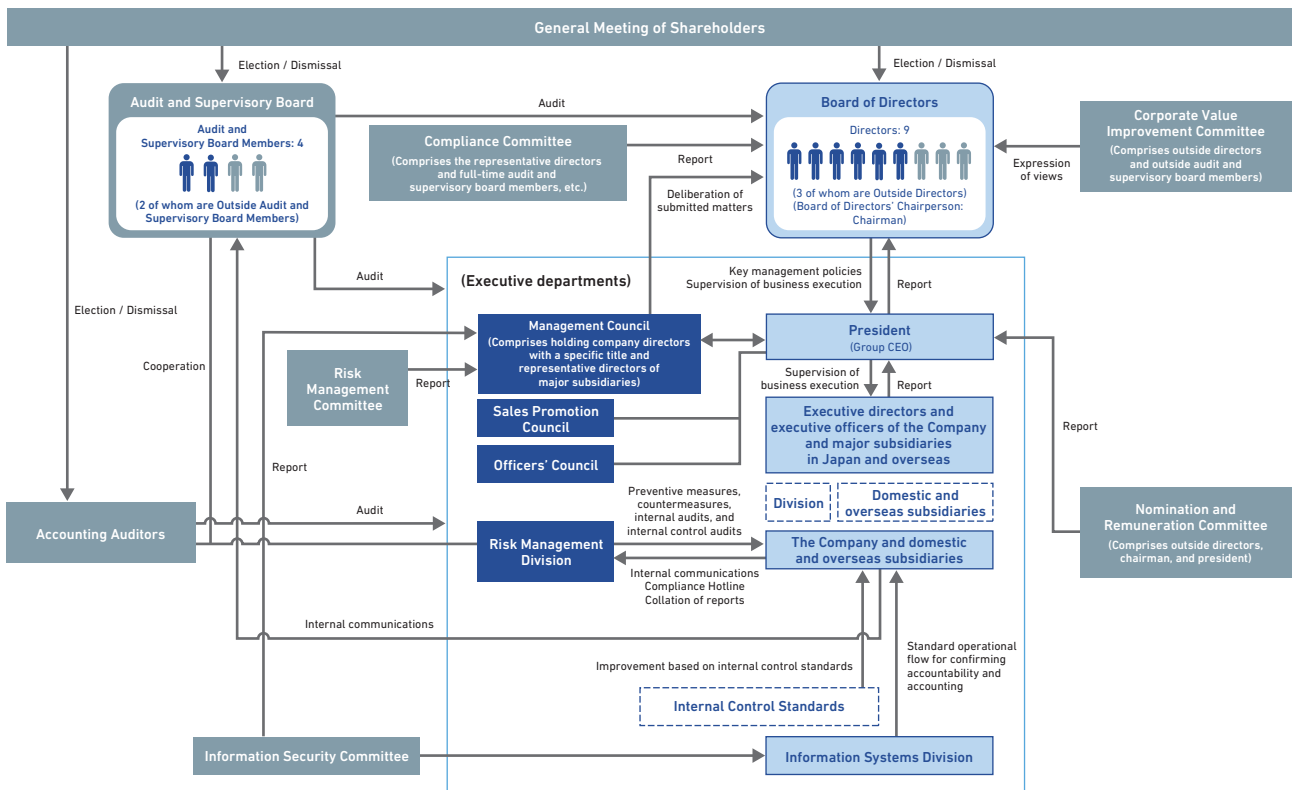 General Meeting of Shareholders
Election / Dismissal
Election / Dismissal
Audit and Supervisory Board
Audit and
Supervisory Board Members: 4
(2 of whom are Outside Audit and
Supervisory Board Members)
Audit
Compliance Committee
(Comprises the representative directors
and full-time audit and
supervisory board members, etc.)
Report
Deliberation of
submitted matters
Board of Directors
Directors: 9
(3 of whom are Outside Directors)
(Board of Directors' Chairperson:
Chairman)
Corporate Value
Improvement Committee
(Comprises outside directors
and outside audit and
supervisory board members)
Expression
of views
Audit
(Executive departments)
Key management policies
Supervision of business execution
Report
Election / Dismissal
Cooperation
Management Council
(Comprises holding company directors
with a specific title and
representative directors of
major subsidiaries)
President
(Group CEO)
Risk
Management
Committee
Report
Supervision of
business execution
Report
Sales Promotion
Council
Officers' Council
Executive directors and
executive officers of the Company
and major subsidiaries
in Japan and overseas
Report
Report
Division
Domestic and
overseas subsidiaries
Accounting Auditors
Audit
Preventive measures,
countermeasures,
internal audits, and
internal control audits
Risk Management
Division
The Company and domestic
and overseas subsidiaries
Nomination and
Remuneration Committee
(Comprises outside directors,
chairman, and president)
Internal communications
Compliance Hotline
Collation of reports
Internal communications
Improvement based on internal control standards
Standard operational
flow for confirming
accountability and
accounting
Internal Control Standards
Information Security Committee
Information Systems Division